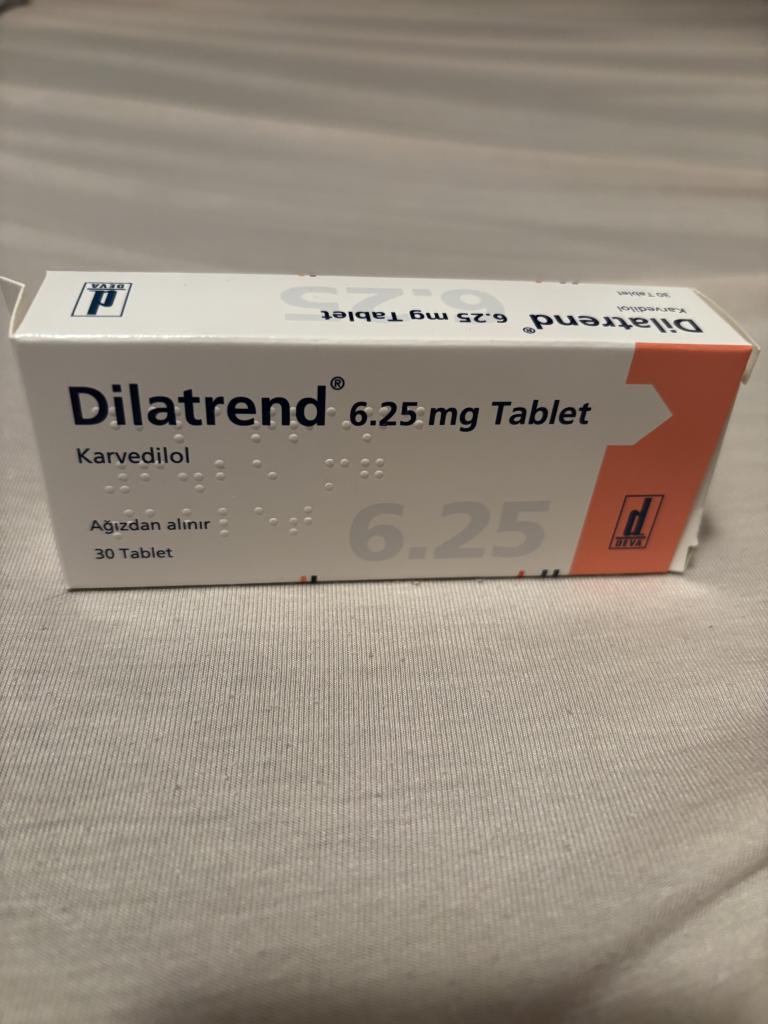 DEVA
6.25
30 Tablet
Karvedilol
Dilatrend® 6.25 mg Tablet
Dilatrend® 6.25 mg Tablet
Karvedilol
Ağızdan alınır
30 Tablet
6.25
d
DEVA